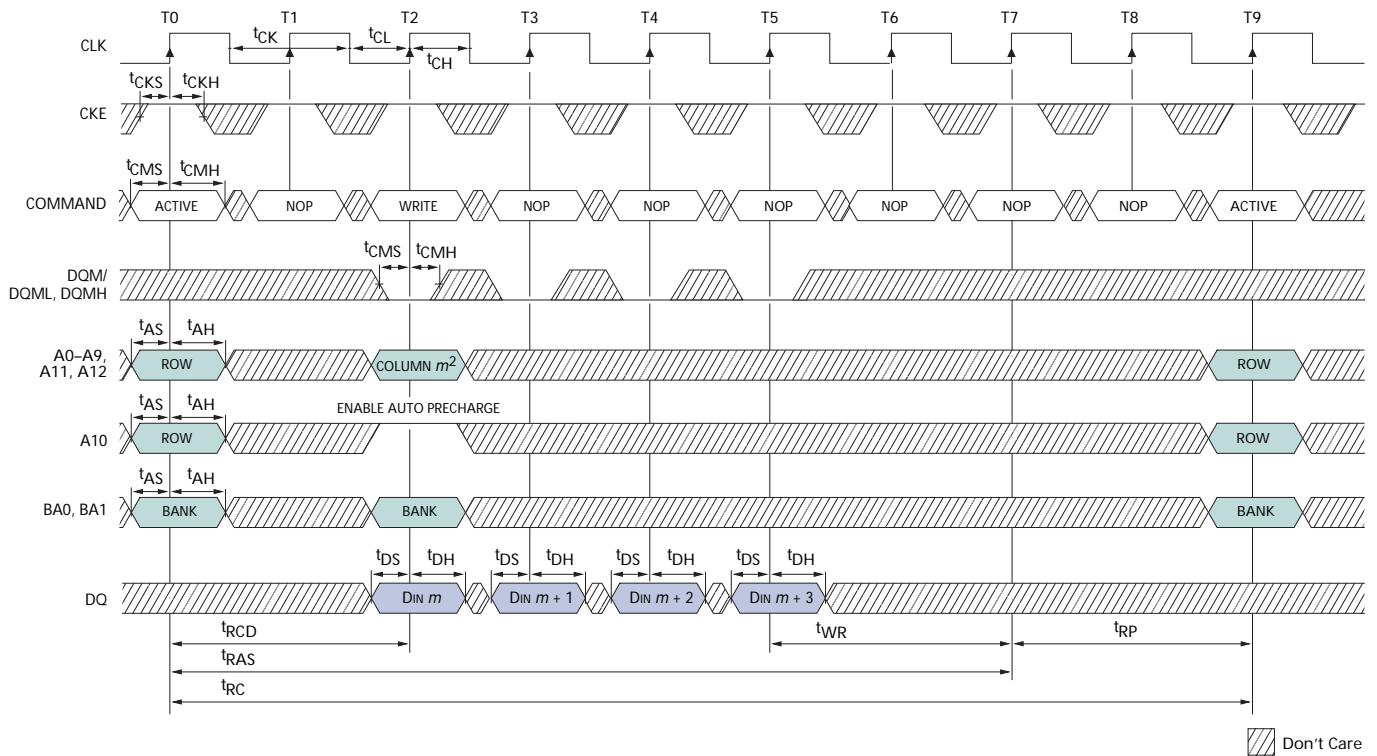 T0 T1 T2 T3 T4 T5 T6 T7 T8 T9
CLK
tCK tCL
tCH
tCKS tCKH
CKE
tCMS tCMH
COMMAND ACTIVE NOP WRITE NOP NOP NOP NOP NOP NOP ACTIVE
tCMS tCMH
DQM/
DQML, DQMH
tAS tAH
A0–A9,
A11, A12
ROW COLUMN m2 ROW
ENABLE AUTO PRECHARGE
tAS tAH
A10 ROW ROW
tAS tAH
BA0, BA1 BANK BANK BANK
tDS tDH tDS tDH tDS tDH tDS tDH
DQ DIN m DIN m + 1 DIN m + 2 DIN m + 3
tRCD tWR tRP
tRAS
tRC
Don't Care